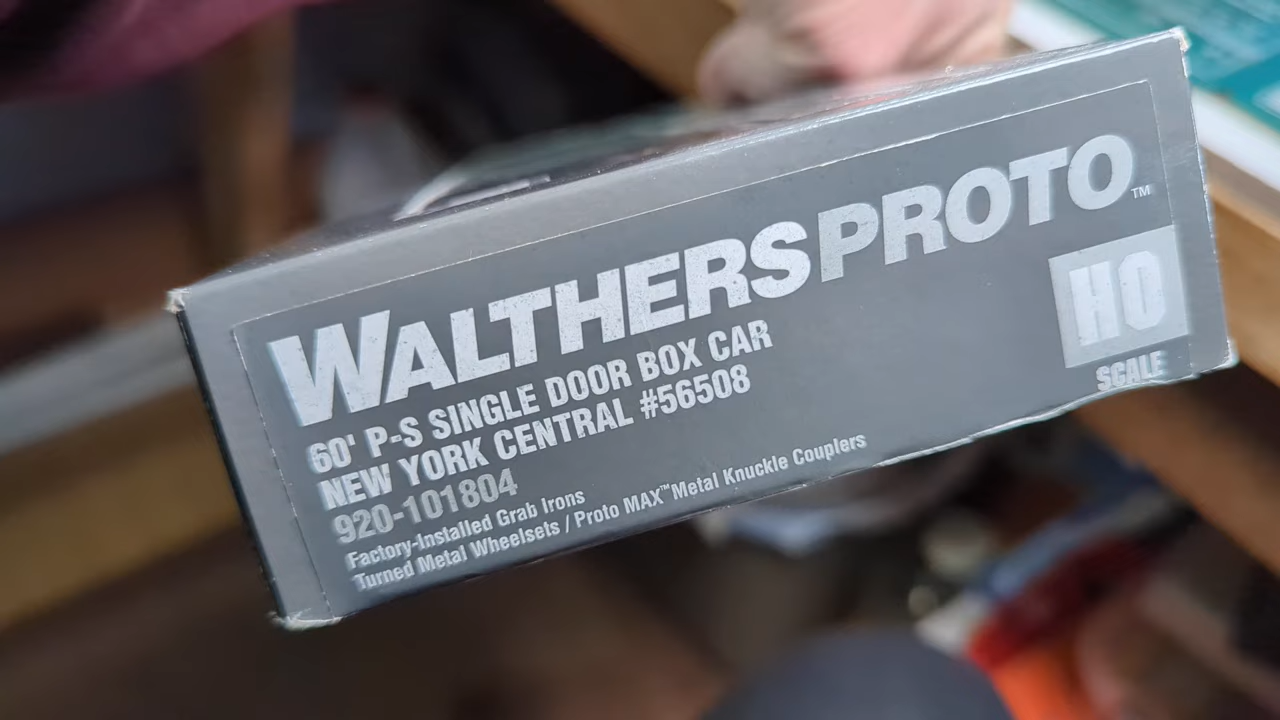 WALTHERSPROTO™
60' P-S SINGLE DOOR BOX CAR
NEW YORK CENTRAL #56508
920-101804
Factory-Installed Grab Irons
Turned Metal Wheelsets / Proto MAX™ Metal Knuckle Couplers
HO
SCALE